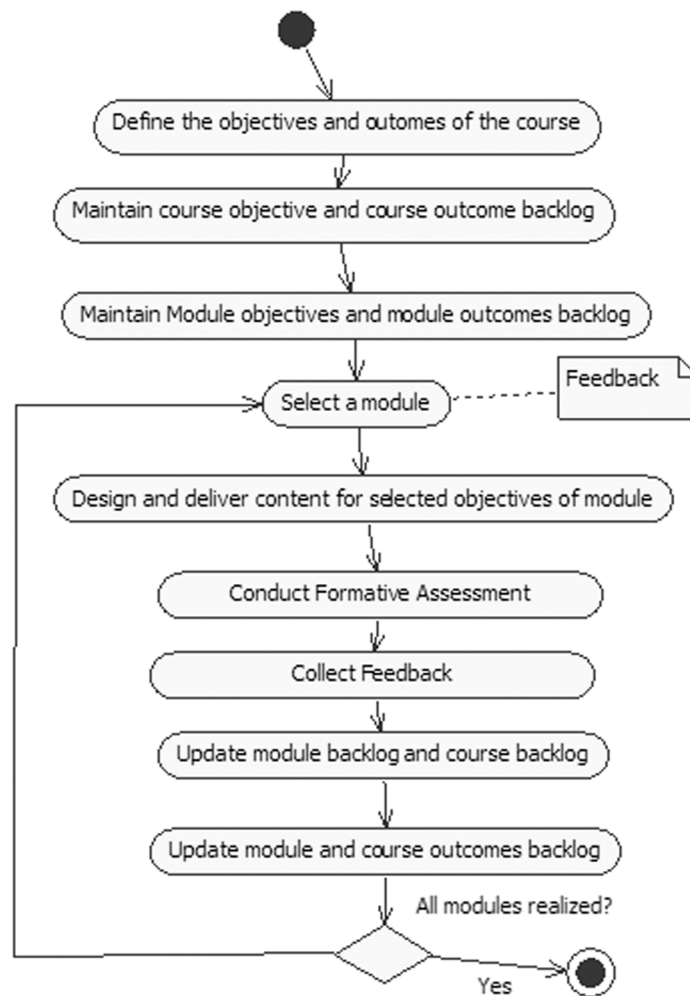 Define the objectives and outomes of the course
Maintain course objective and course outcome backlog
Maintain Module objectives and module outcomes backlog
Feedback
Select a module
Design and deliver content for selected objectives of module
Conduct Formative Assessment
Collect Feedback
Update module backlog and course backlog
Update module and course outcomes backlog
All modules realized?
Yes